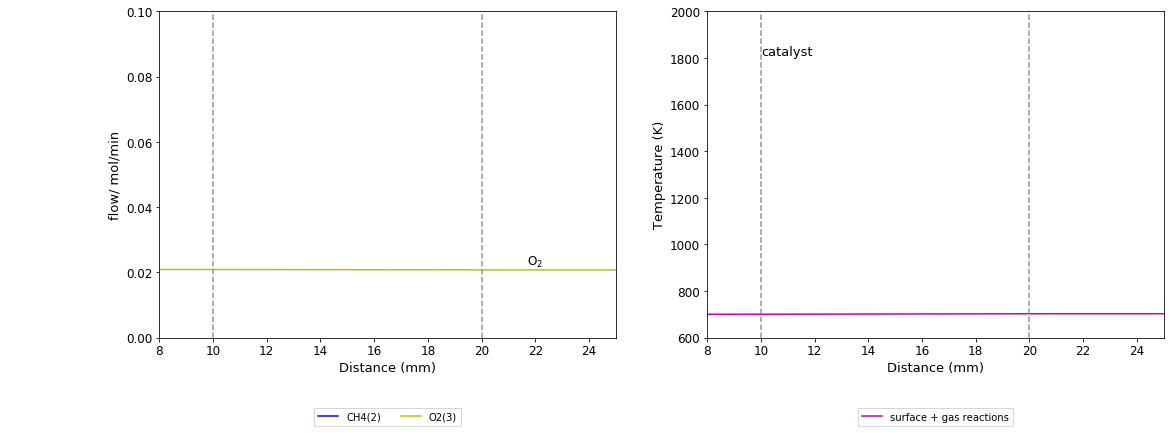 0.10
0.08
0.06
0.04
0.02
0.00
flow/ mol/min
O₂
8 10 12 14 16 18 20 22 24
Distance (mm)
CH4(2) O2(3)
2000
1800
1600
1400
1200
1000
800
600
Temperature (K)
catalyst
8 10 12 14 16 18 20 22 24
Distance (mm)
surface + gas reactions